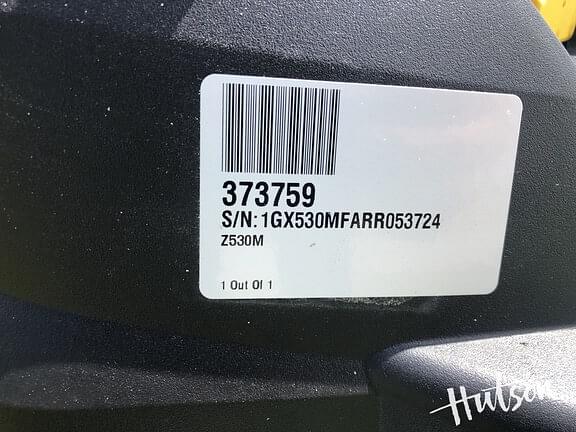 373759
S/N:1GX530MFARR053724
Z530M
1 Out Of 1
Hutson